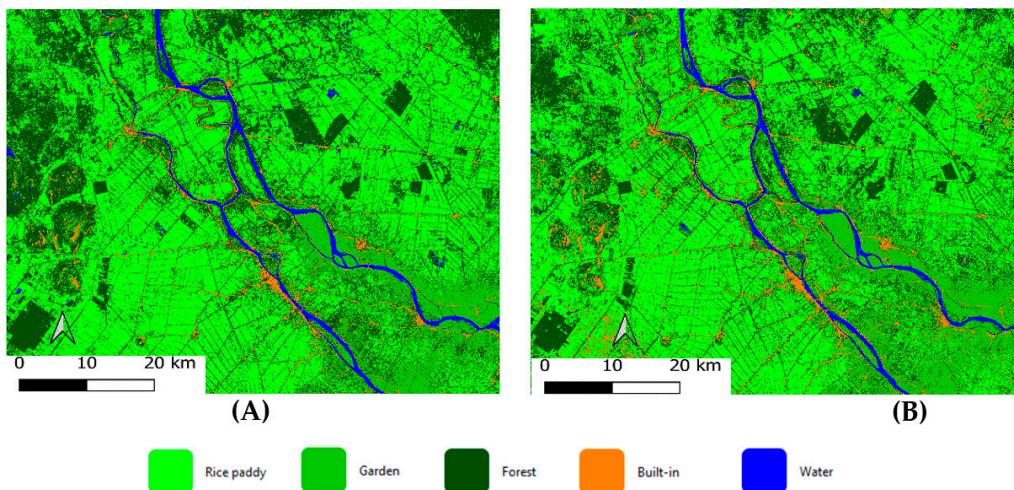 0 10 20 km
0 10 20 km
(A)
(B)
Rice paddy
Garden
Forest
Built-in
Water